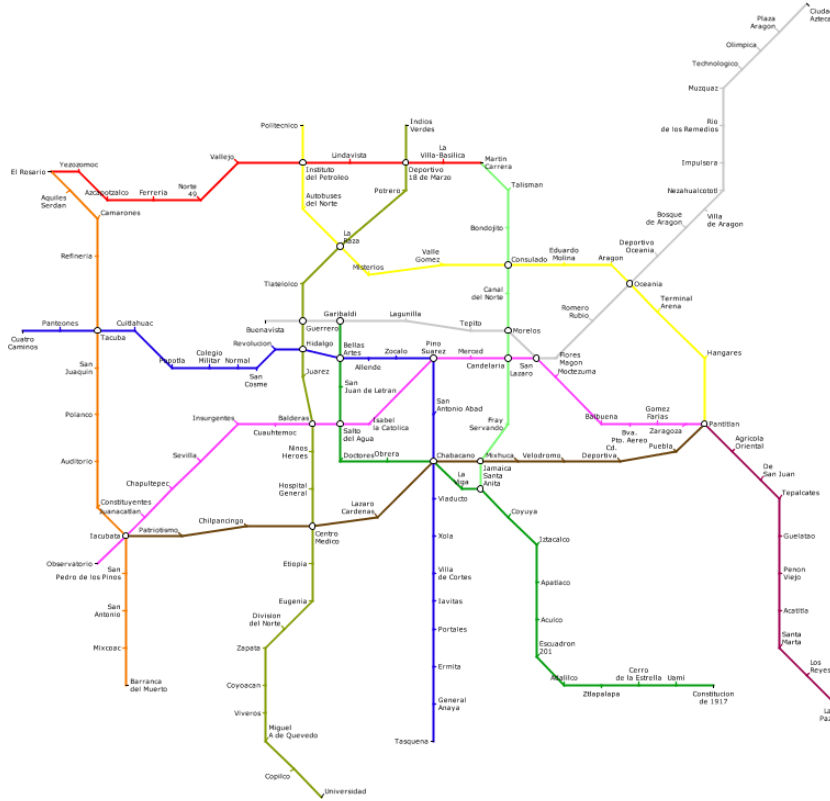 Ciudad
Azteca
Plaza
Aragon
Olimpica
Technologico
Muzquaz
Rio
de los Remedios
Impulsora
Nezahualcototl
Villa
de Aragon
Bosque
de Aragon
Deportivo
Oceania
Oceania
Romero
Rubio
Politecnico
Indios
Verdes
El Rosario
Yezozomoc
Azcapotzalco
Ferreria
Norte
49
Vallejo
Instituto
del Petroleo
Lindavista
Deportivo
18 de Marzo
La
Villa-Basilica
Martin
Carrera
Talisman
Aquiles
Serdan
Camarones
Autobuses
del Norte
Potrero
La
Raza
Misterios
Valle
Gomez
Bondojito
Consulado
Eduardo
Molina
Aragon
Terminal
Arena
Hangares
Refineria
Tlatelolco
Canal
del Norte
Buenavista
Guerrero
Garibaldi
Lagunilla
Tepito
Morelos
Cuatro
Caminos
Panteones
Tacuba
Cuitlahuac
Popotla
Colegio
Militar
Normal
San
Cosme
Revolucion
Hidalgo
Bellas
Artes
Allende
Zocalo
Pino
Suarez
Merced
Candelaria
San
Lazaro
Flores
Magon
Moctezuma
San
Juaquin
Juarez
San
Juan de Letran
Polanco
Insurgentes
Cuauhtemoc
Balderas
Salto
del Agua
Isabel
la Catolica
San
Antonio Abad
Fray
Servando
Balbuena
Bva.
Pto. Aereo
Gomez
Farias
Zaragoza
Pantitlan
Auditorio
Sevilla
Chapultepec
Ninos
Heroes
Doctores
Obrera
Chabacano
Mixhuca
Velodromo
Cd.
Deportiva
Puebla
Agricola
Oriental
De
San Juan
Tepalcates
Constituyentes
Juanacatlan
Hospital
General
Lazaro
Cardenas
La
Viga
Jamaica
Santa
Anita
Viaducto
Coyuya
Iacubata
Patriotismo
Chilpancingo
Centro
Medico
Xola
Iztacalco
Guelatao
Observatorio
San
Pedro de los Pinos
Etiopia
Villa
de Cortes
Apatlaco
Penon
Viejo
San
Antonio
Eugenia
Iavitas
Acuico
Acatitla
Division
del Norte
Mixcoac
Zapata
Portales
Escuadron
201
Santa
Marta
Barranca
del Muerto
Coyoacan
Ermita
Atlalilco
Ztlapalapa
Cerro
de la Estrella
Uami
Constitucion
de 1917
Los
Reyes
La
Paz
Viveros
General
Anaya
Miguel
A de Quevedo
Tasquena
Copilco
Universidad